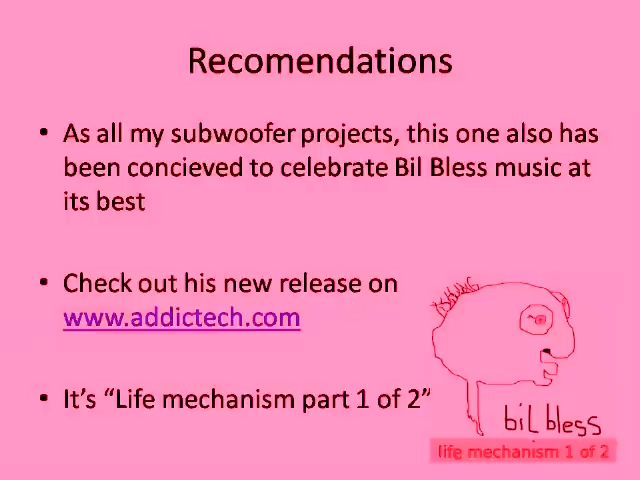 Recomendations
• As all my subwoofer projects, this one also has
been concieved to celebrate Bil Bless music at
its best
• Check out his new release on
www.addictech.com
• It’s “Life mechanism part 1 of 2”
bil bless
life mechanism 1 of 2